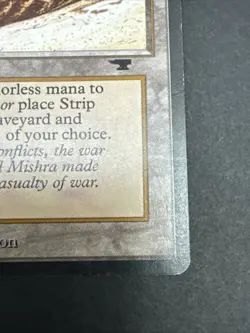 orless mana to
or place Strip
aveyard and
of your choice.
onflicts, the war
d Mishra made
asualty of war.